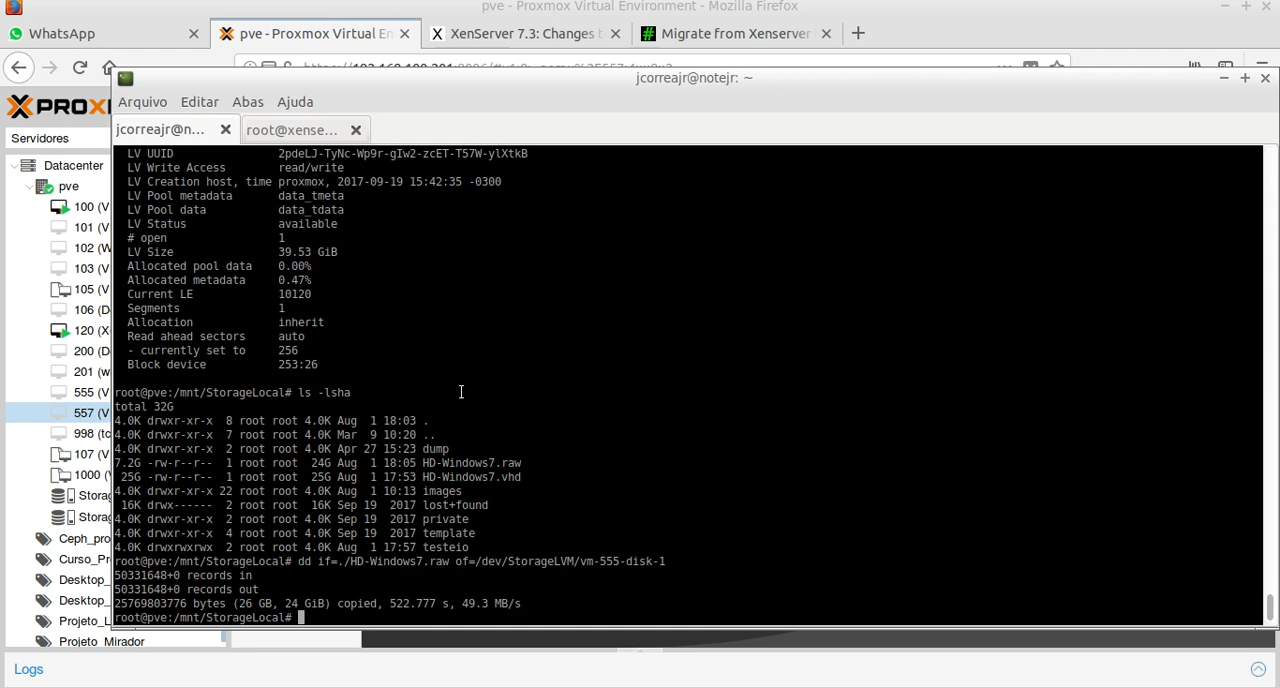 pve - Proxmox Virtual Environment - Mozilla Firefox
WhatsApp
pve - Proxmox Virtual En
XenServer 7.3: Changes t
Migrate from Xenserver
jcorreajr@notejr: ~
Arquivo Editar Abas Ajuda
jcorreajr@n... root@xense...
PROX
Servidores
Datacenter
pve
100 (V
101 (V
102 (W
103 (V
105 (V
106 (D
120 (X
200 (D
201 (w
555 (V
557 (V
998 (tc
107 (V
1000 (
Storag
Storag
Ceph_pro
Curso_Pr
Desktop_
Desktop_
Projeto_L
Projeto_Mirador
LV UUID 2pdeLJ-TyNc-Wp9r-gIw2-zcET-T57W-ylXtkB
LV Write Access read/write
LV Creation host, time proxmox, 2017-09-19 15:42:35 -0300
LV Pool metadata data_tmeta
LV Pool data data_tdata
LV Status available
# open 1
LV Size 39.53 GiB
Allocated pool data 0.00%
Allocated metadata 0.47%
Current LE 10120
Segments 1
Allocation inherit
Read ahead sectors auto
- currently set to 256
Block device 253:26
root@pve:/mnt/StorageLocal# ls -lsha
total 32G
4.0K drwxr-xr-x 8 root root 4.0K Aug 1 18:03 .
4.0K drwxr-xr-x 7 root root 4.0K Mar 9 10:20 ..
4.0K drwxr-xr-x 2 root root 4.0K Apr 27 15:23 dump
7.2G -rw-r--r-- 1 root root 24G Aug 1 18:05 HD-Windows7.raw
25G -rw-r--r-- 1 root root 25G Aug 1 17:53 HD-Windows7.vhd
4.0K drwxr-xr-x 22 root root 4.0K Aug 1 10:13 images
16K drwx------ 2 root root 16K Sep 19 2017 lost+found
4.0K drwxr-xr-x 2 root root 4.0K Sep 19 2017 private
4.0K drwxr-xr-x 4 root root 4.0K Sep 19 2017 template
4.0K drwxrwxrwx 2 root root 4.0K Aug 1 17:57 testeio
root@pve:/mnt/StorageLocal# dd if=./HD-Windows7.raw of=/dev/StorageLVM/vm-555-disk-1
50331648+0 records in
50331648+0 records out
25769803776 bytes (26 GB, 24 GiB) copied, 522.777 s, 49.3 MB/s
root@pve:/mnt/StorageLocal#
Logs